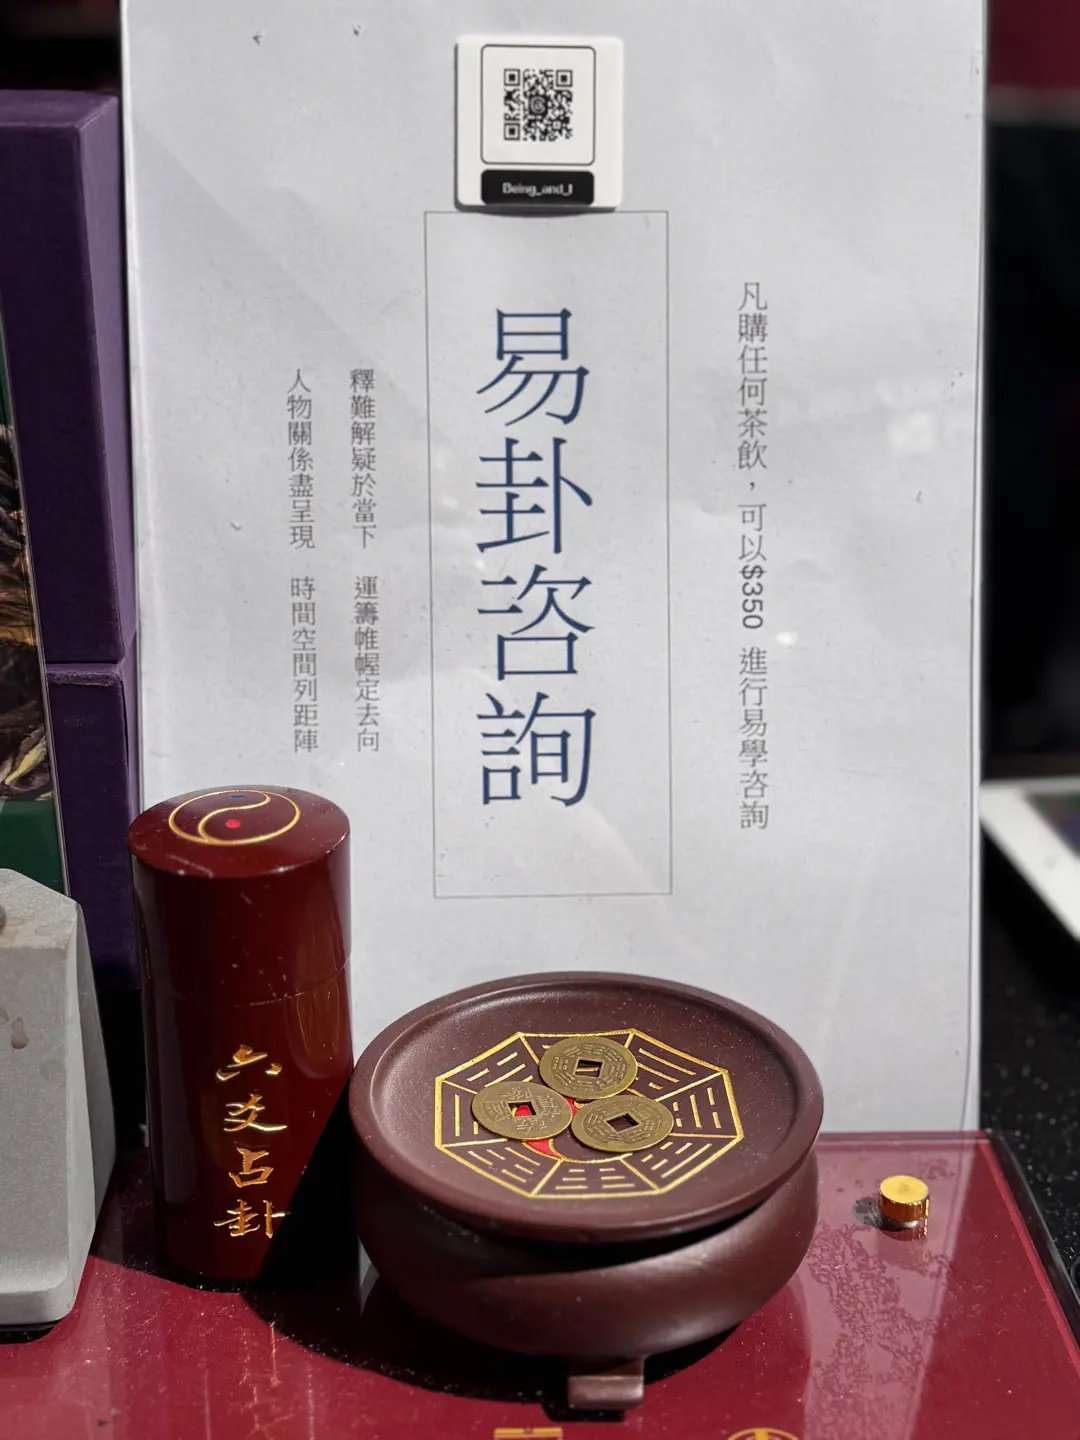 Being_and_I
凡購任何茶飲，可以$350 進行易學咨詢
易卦咨詢
釋難解疑於當下 運籌帷幄定去向
人物關係盡呈現 時間空間列距陣
六爻占卦